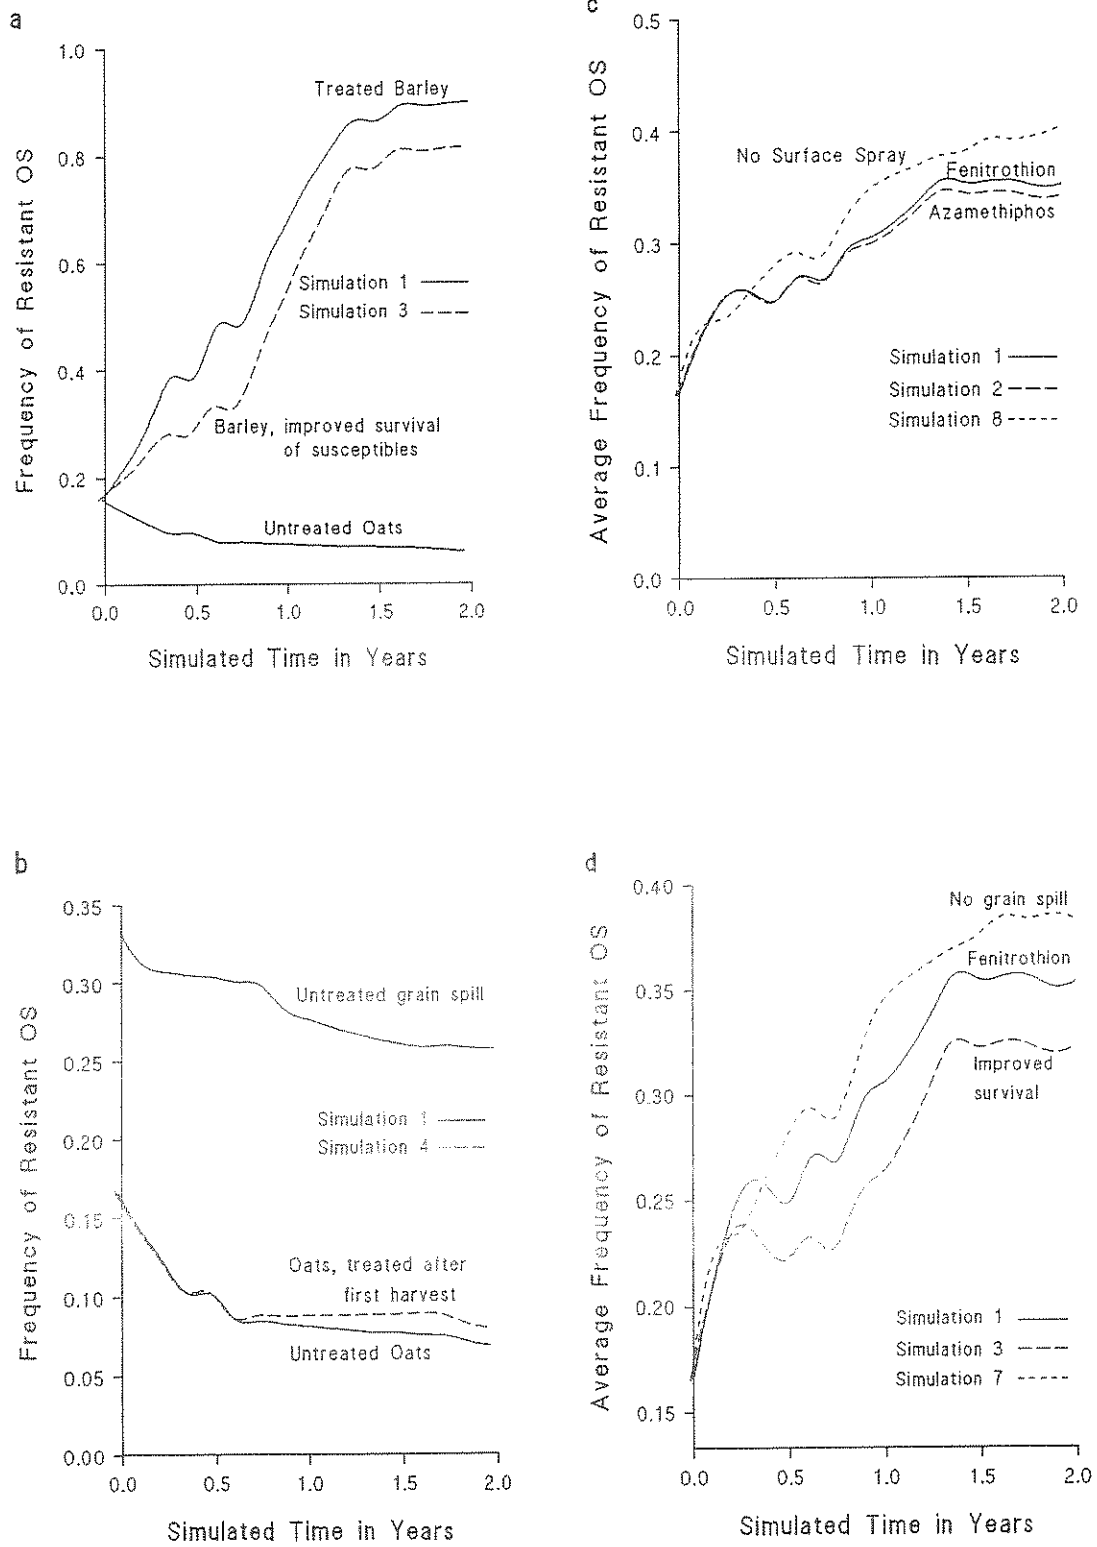 a
Frequency of Resistant OS
1.0
0.8
0.6
0.4
0.2
0.0
Treated Barley
Simulation 1
Simulation 3
Barley, improved survival
of susceptibles
Untreated Oats
0.0 0.5 1.0 1.5 2.0
Simulated Time in Years
c
Average Frequency of Resistant OS
0.5
0.4
0.3
0.2
0.1
0.0
No Surface Spray
Fenitrothion
Azamethiphos
Simulation 1
Simulation 2
Simulation 8
0.0 0.5 1.0 1.5 2.0
Simulated Time in Years
b
Frequency of Resistant OS
0.35
0.30
0.25
0.20
0.15
0.10
0.05
0.00
Untreated grain spill
Simulation 1
Simulation 4
Oats, treated after
first harvest
Untreated Oats
0.0 0.5 1.0 1.5 2.0
Simulated Time in Years
d
Average Frequency of Resistant OS
0.40
0.35
0.30
0.25
0.20
0.15
No grain spill
Fenitrothion
Improved
survival
Simulation 1
Simulation 3
Simulation 7
0.0 0.5 1.0 1.5 2.0
Simulated Time in Years